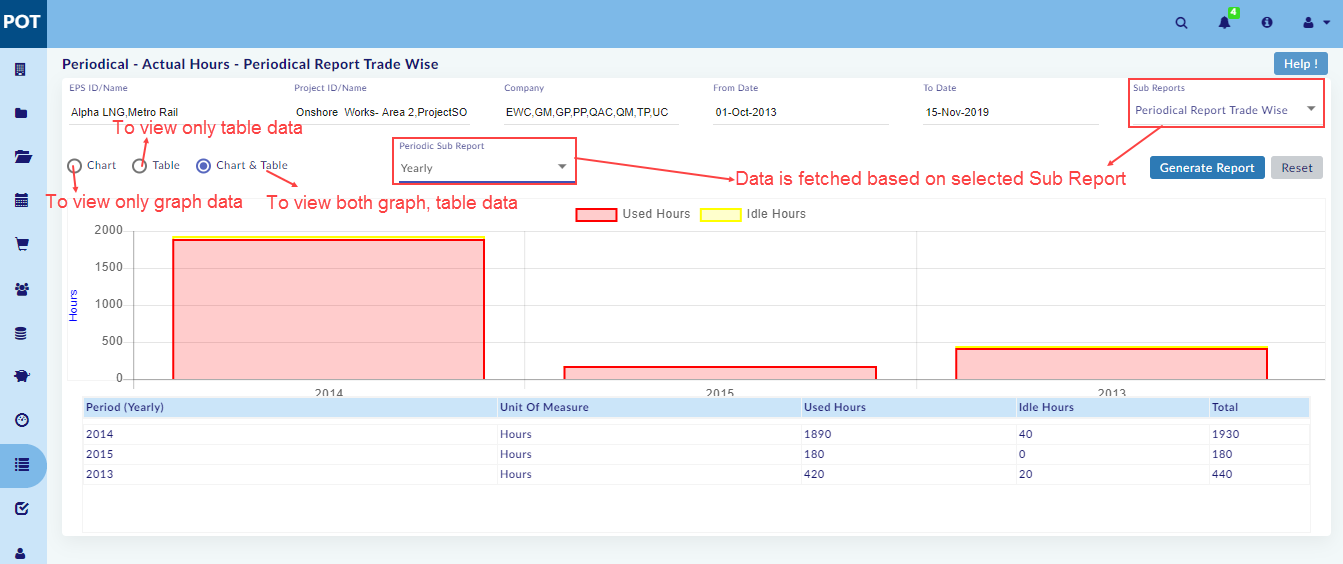 POT
4
Periodical - Actual Hours - Periodical Report Trade Wise
Help !
EPS ID/Name
Project ID/Name
Company
From Date
To Date
Sub Reports
Alpha LNG,Metro Rail
Onshore Works- Area 2,ProjectSO
EWC,GM,GP,PP,QAC,QM,TP,UC
01-Oct-2013
15-Nov-2019
Periodical Report Trade Wise
To view only table data
Periodic Sub Report
Yearly
Chart
Table
Chart & Table
Generate Report
Reset
Data is fetched based on selected Sub Report
To view only graph data
To view both graph, table data
Used Hours
Idle Hours
2000
1500
1000
500
0
Hours
2014
2015
2013
Period (Yearly) Unit Of Measure Used Hours Idle Hours Total
2014 Hours 1890 40 1930
2015 Hours 180 0 180
2013 Hours 420 20 440